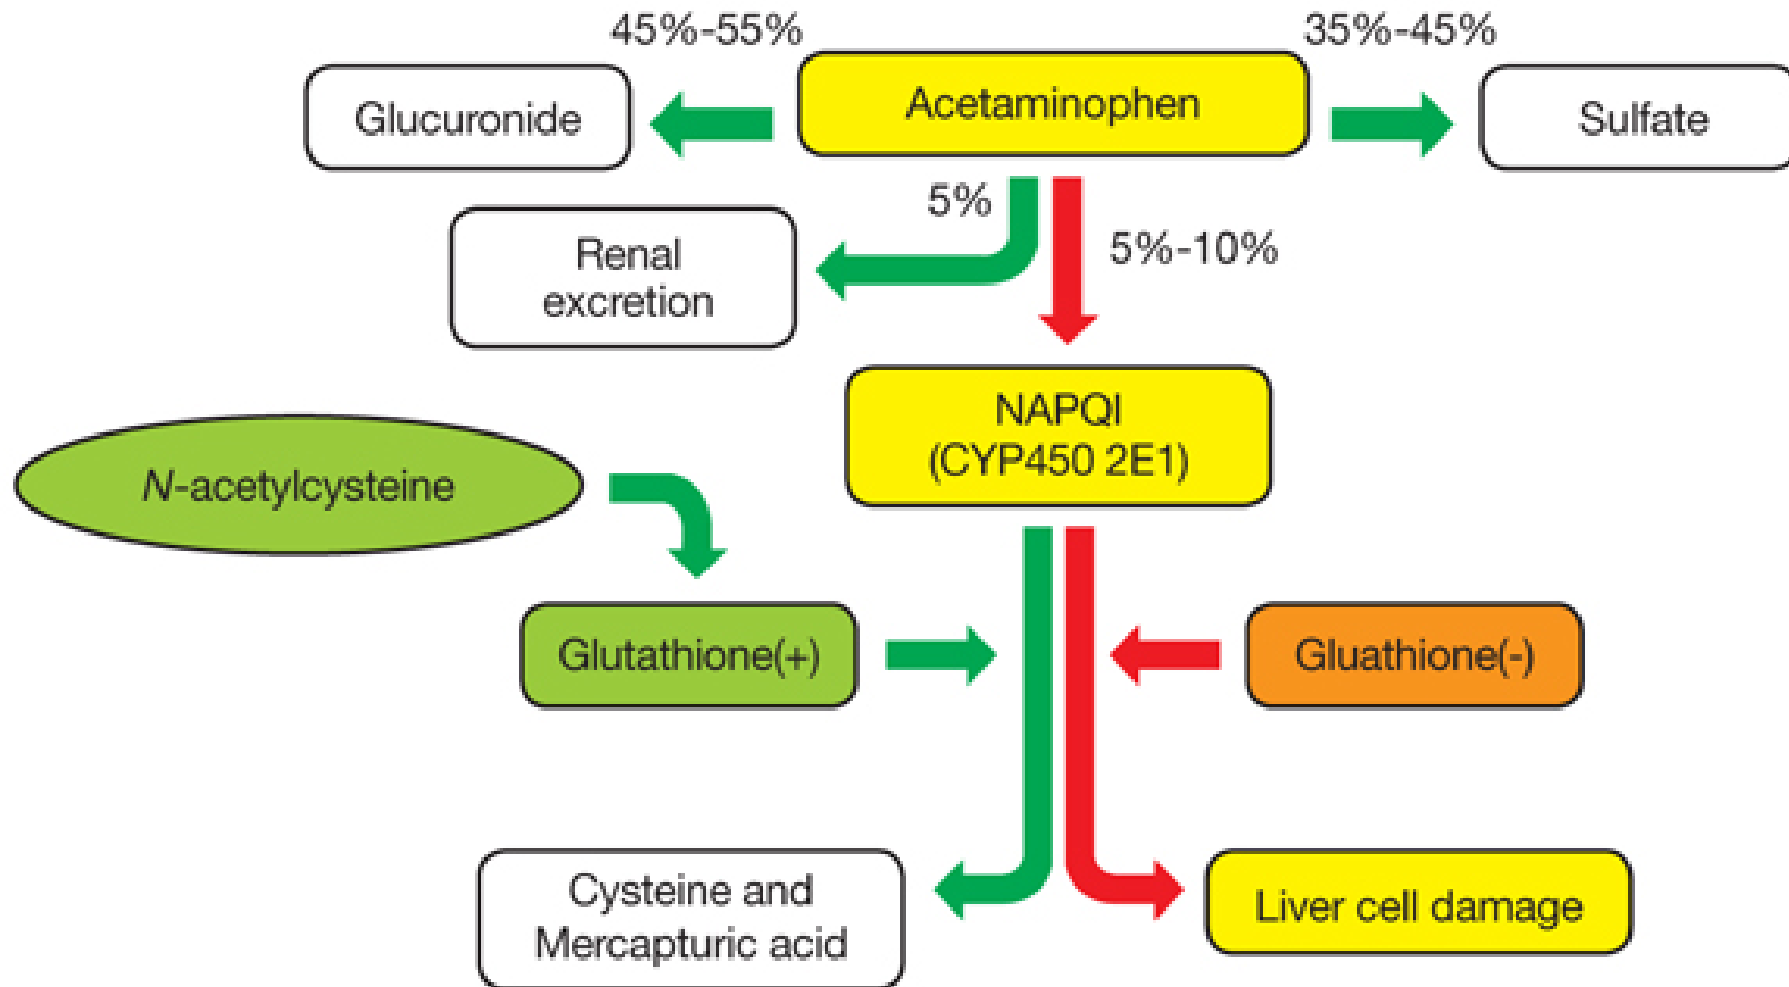 45%-55%
35%-45%
Glucuronide
Acetaminophen
Sulfate
5%
5%-10%
Renal
excretion
NAPQI
(CYP450 2E1)
N-acetylcysteine
Glutathione(+)
Gluathione(-)
Cysteine and
Mercapturic acid
Liver cell damage